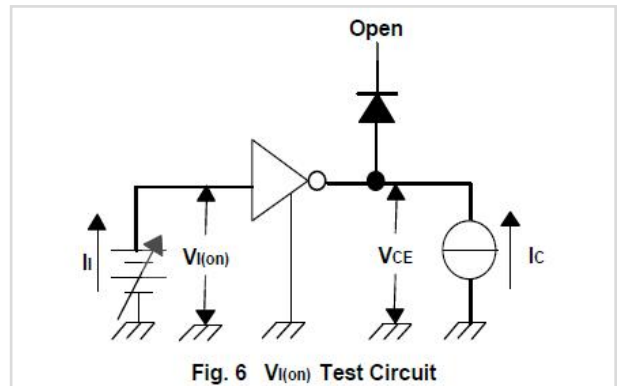 Open
II
VI(on)
VCE
IC
Fig. 6 VI(on) Test Circuit